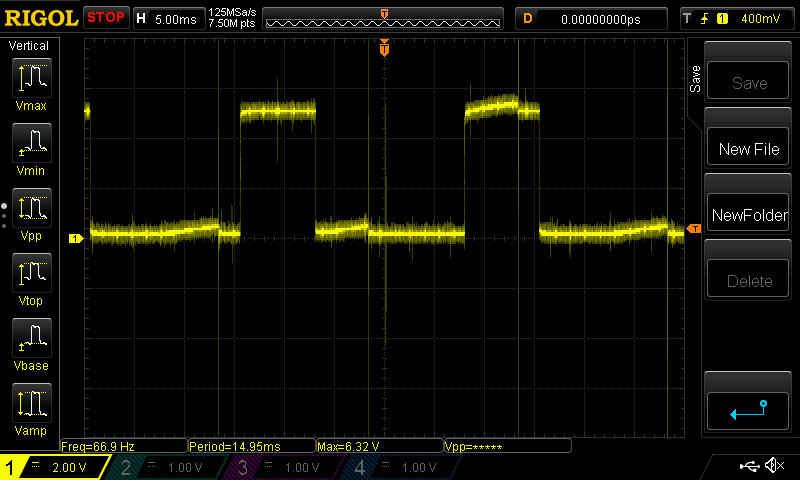 RIGOL STOP H 5.00ms 125MSa/s T D 0.00000000ps T 1 400mV
7.50M pts
Vertical
T
Vmax
Vmin
Vpp
Vtop
Vbase
Vamp
1
T
Save
Save
New File
NewFolder
Delete
Freq=66.9 Hz Period=14.95ms Max=6.32 V Vpp=*****
1 2.00 V 2 1.00 V 3 1.00 V 4 1.00 V